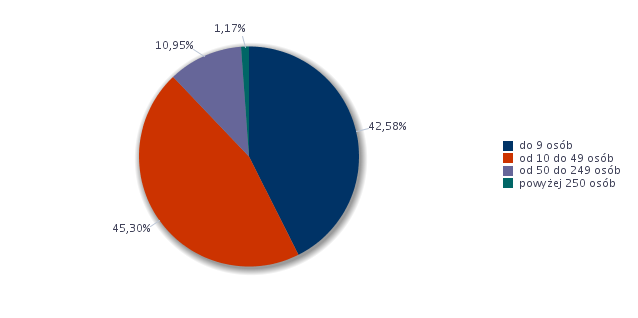 1,17%
10,95%
42,58%
45,30%
do 9 osób
od 10 do 49 osób
od 50 do 249 osób
powyżej 250 osób